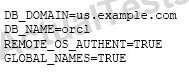 DB_DOMAIN=us.example.com
DB_NAME=orcl
REMOTE_OS_AUTHENT=TRUE
GLOBAL_NAMES=TRUE